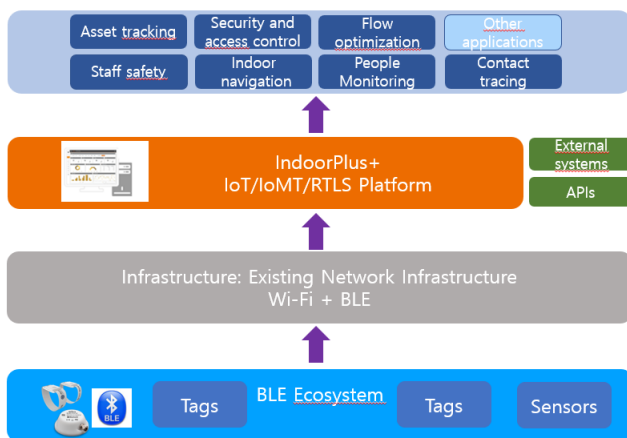 Asset tracking
Security and
access control
Flow
optimization
Other
applications
Staff safety
Indoor
navigation
People
Monitoring
Contact
tracing
IndoorPlus+
IoT/IoMT/RTLS Platform
External
systems
APIs
Infrastructure: Existing Network Infrastructure
Wi-Fi + BLE
BLE
Tags
BLE Ecosystem
Tags
Sensors